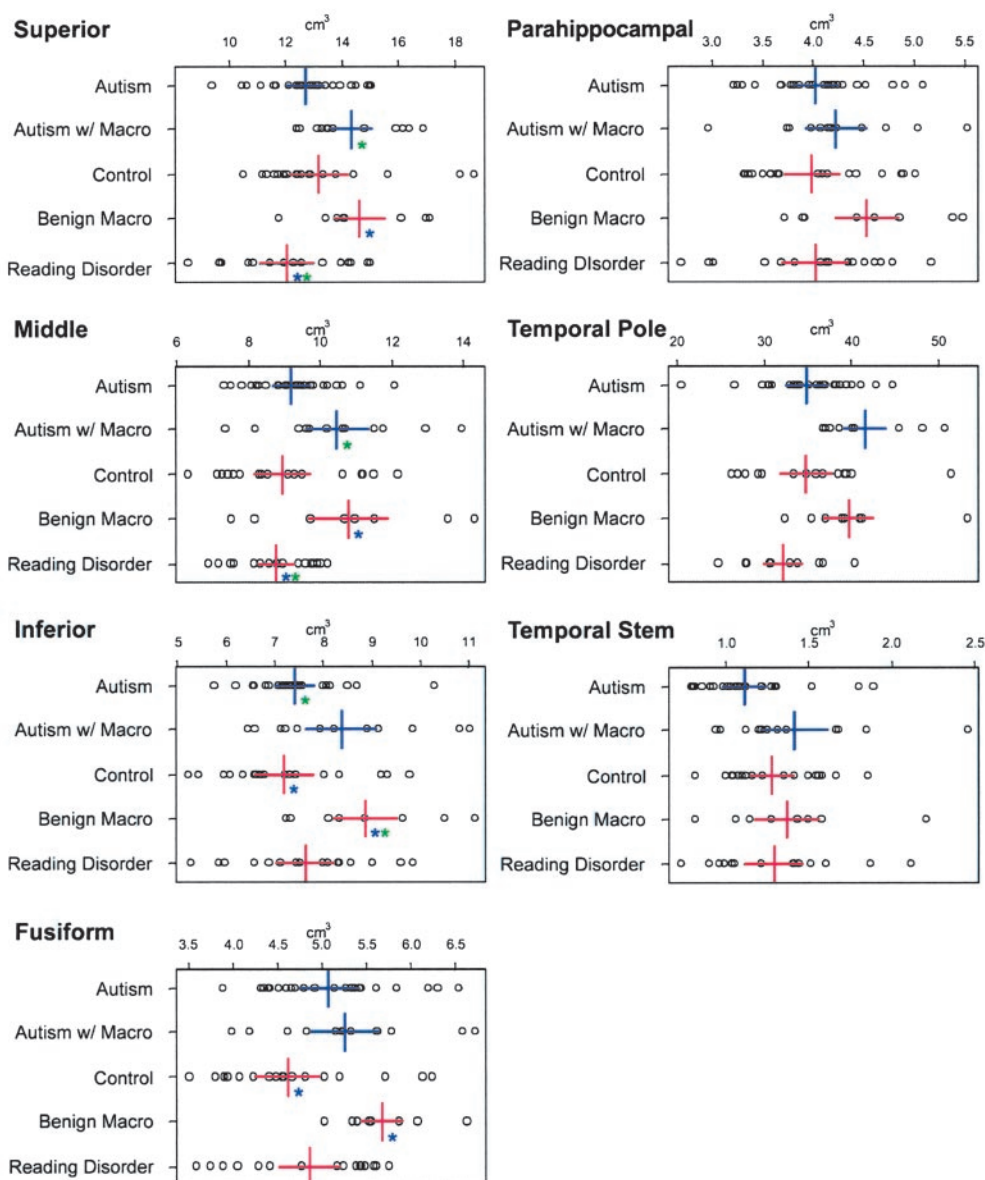 Superior
cm3
10 12 14 16 18
Autism
Autism w/ Macro
*
Control
Benign Macro
*
Reading Disorder
**
Middle
cm3
6 8 10 12 14
Autism
Autism w/ Macro
*
Control
Benign Macro
*
Reading Disorder
**
Inferior
cm3
5 6 7 8 9 10 11
Autism
*
Autism w/ Macro
Control
*
Benign Macro
**
Reading Disorder
Fusiform
cm3
3.5 4.0 4.5 5.0 5.5 6.0 6.5
Autism
Autism w/ Macro
Control
*
Benign Macro
*
Reading Disorder
Parahippocampal
cm3
3.0 3.5 4.0 4.5 5.0 5.5
Autism
Autism w/ Macro
Control
Benign Macro
Reading DIsorder
Temporal Pole
cm3
20 30 40 50
Autism
Autism w/ Macro
Control
Benign Macro
Reading Disorder
Temporal Stem
cm3
1.0 1.5 2.0 2.5
Autism
Autism w/ Macro
Control
Benign Macro
Reading Disorder